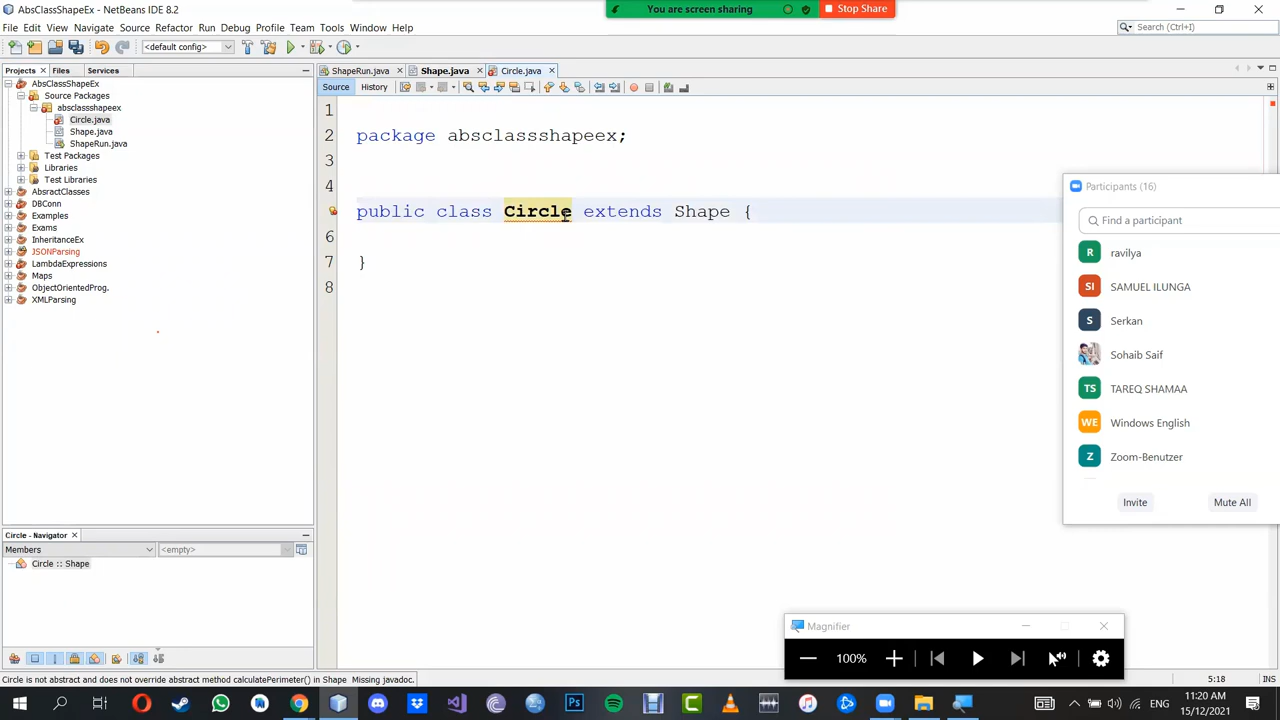 AbsClassShapeEx - NetBeans IDE 8.2
You are screen sharing
Stop Share
File Edit View Navigate Source Refactor Run Debug Profile Team Tools Window Help
Search (Ctrl+I)
<default config>
Projects Files Services
ShapeRun.java Shape.java Circle.java
Source History
AbsClassShapeEx
Source Packages
absclassshapeex
Circle.java
Shape.java
ShapeRun.java
Test Packages
Libraries
Test Libraries
AbsractClasses
DBConn
Examples
Exams
InheritanceEx
JSONParsing
LambdaExpressions
Maps
ObjectOrientedProg.
XMLParsing
1
2 package absclassshapeex;
3
4
public class Circle extends Shape {
6
7 }
8
Participants (16)
Find a participant
R ravilya
SI SAMUEL ILUNGA
S Serkan
Sohaib Saif
TS TAREQ SHAMAA
WE Windows English
Z Zoom-Benutzer
Invite Mute All
Circle - Navigator
Members <empty>
Circle :: Shape
Magnifier
100%
Circle is not abstract and does not override abstract method calculatePerimeter() in Shape Missing javadoc.
5:18 INS
ENG
11:20 AM
15/12/2021